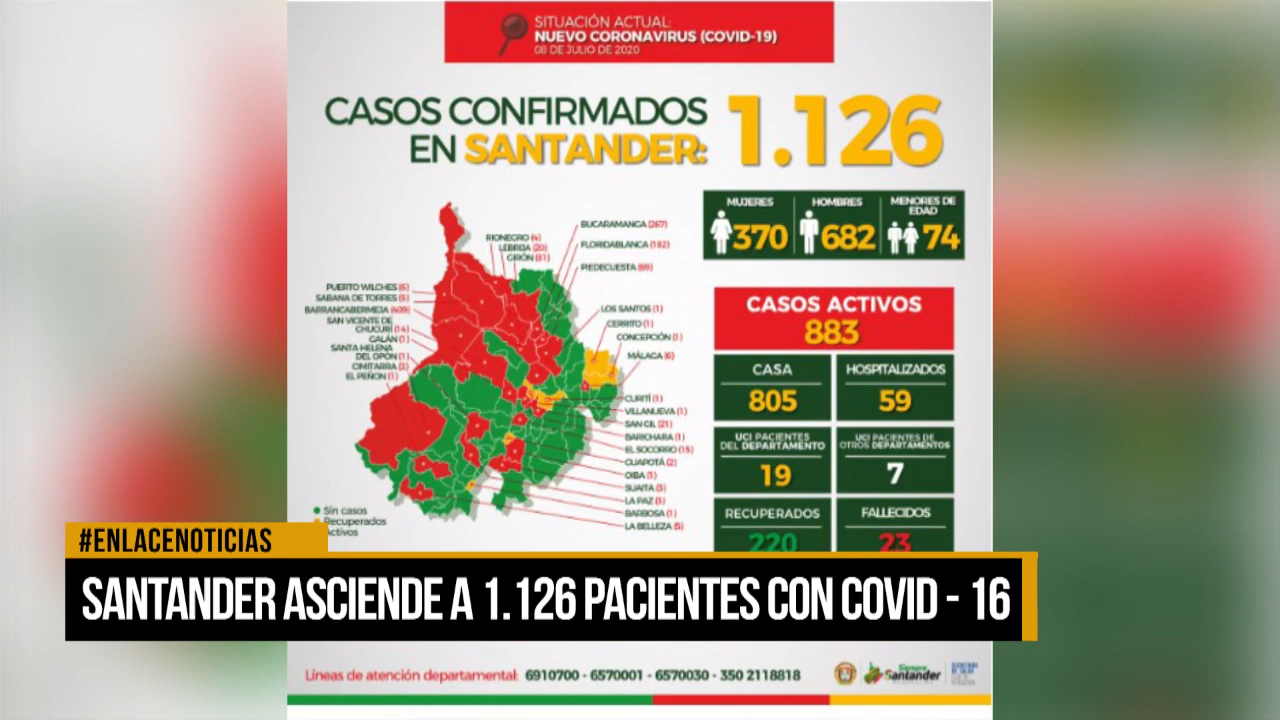 SITUACIÓN ACTUAL:
NUEVO CORONAVIRUS (COVID-19)
08 DE JULIO DE 2020
CASOS CONFIRMADOS
EN SANTANDER: 1.126
MUJERES
370
HOMBRES
682
MENORES DE
EDAD
74
RIONEGRO (4)
LEBRIJA (20)
GIRÓN (81)
BUCARAMANGA (267)
FLORIDABLANCA (182)
PIEDECUESTA (69)
PUERTO WILCHES (6)
SABANA DE TORRES (5)
BARRANCABERMEJA (409)
SAN VICENTE DE
CHUCURÍ (14)
GALÁN (1)
SANTA HELENA
DEL OPÓN (1)
CIMITARRA (3)
EL PEÑÓN (1)
LOS SANTOS (1)
CERRITO (1)
CONCEPCIÓN (1)
MÁLAGA (6)
CURITÍ
VILLANUEVA (1)
SAN GIL (21)
BARICHARA (1)
EL SOCORRO (15)
GUAPOTÁ (2)
OIBA
SUAITA
LA PAZ
BARBOSA (1)
LA BELLEZA (5)
Sin casos
Recuperados
Activos
CASOS ACTIVOS
883
CASA
805
HOSPITALIZADOS
59
UCI PACIENTES
DEL DEPARTAMENTO
19
UCI PACIENTES DE
OTROS DEPARTAMENTOS
7
RECUPERADOS
220
FALLECIDOS
23
#ENLACENOTICIAS
SANTANDER ASCIENDE A 1.126 PACIENTES CON COVID - 16
Líneas de atención departamental: 6910700 - 6570001 - 6570030 - 350 2118818
Siempre
Santander